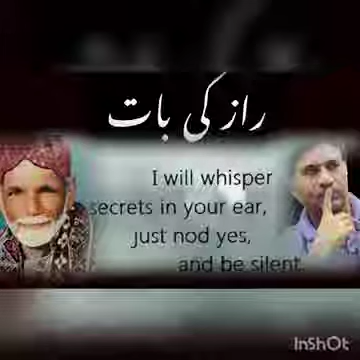 راز کی بات
I will whisper
secrets in your ear,
just nod yes,
and be silent.
InShOt